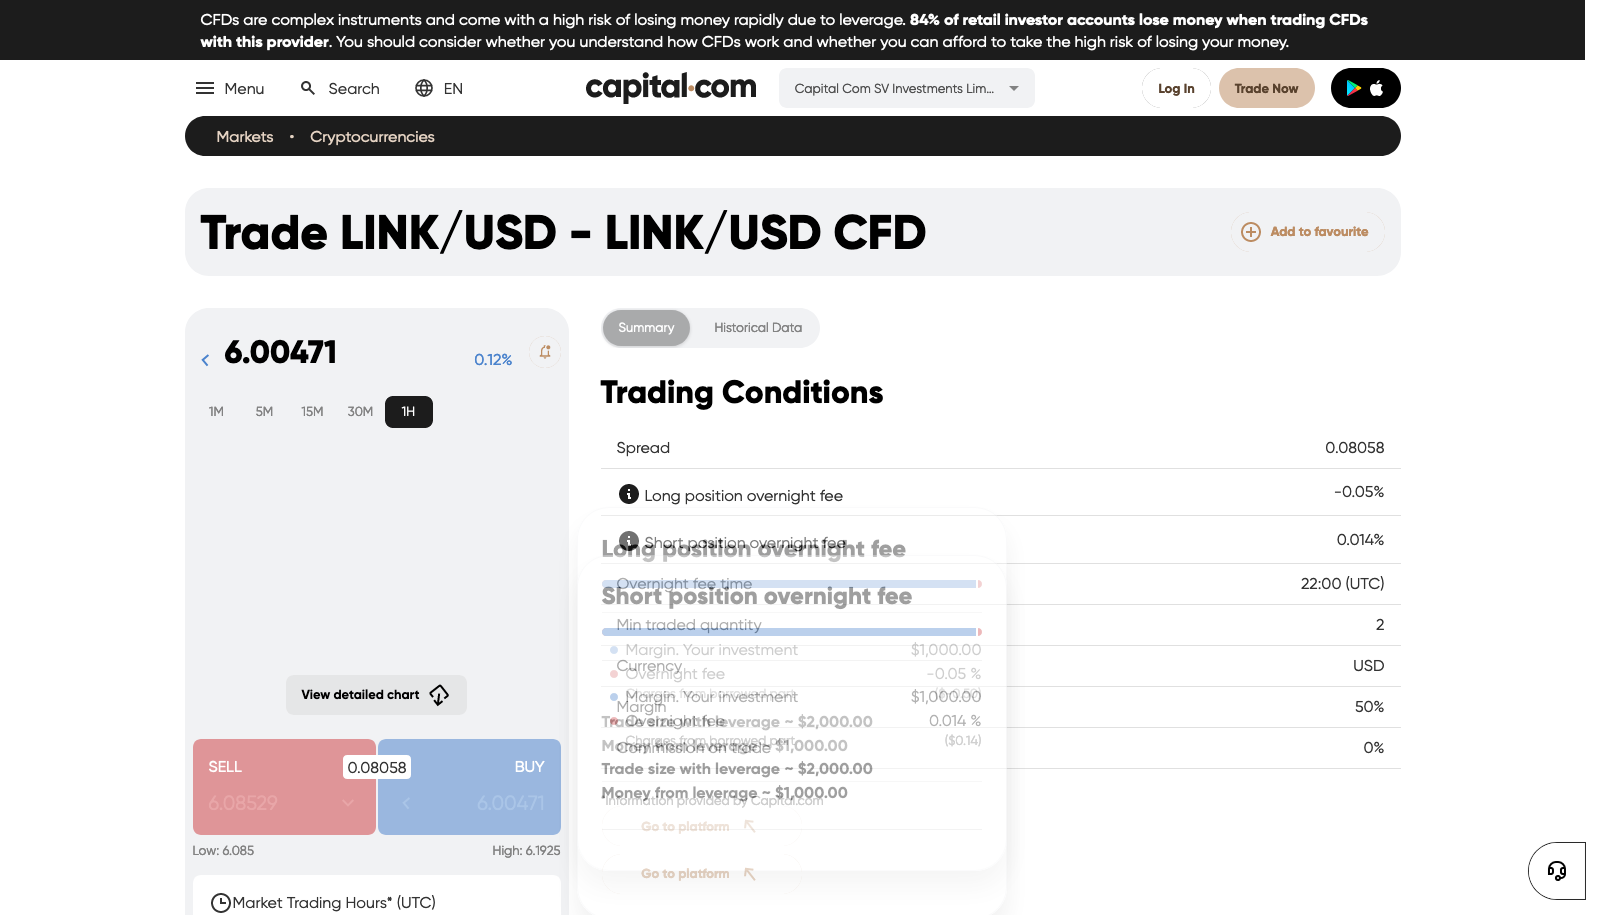 CFDs are complex instruments and come with a high risk of losing money rapidly due to leverage. 84% of retail investor accounts lose money when trading CFDs
with this provider. You should consider whether you understand how CFDs work and whether you can afford to take the high risk of losing your money.
Menu Search EN capital.com Capital Com SV Investments Lim... Log In Trade Now
Markets • Cryptocurrencies
Trade LINK/USD - LINK/USD CFD
Add to favourite
6.00471
0.12%
1M 5M 15M 30M 1H
View detailed chart
SELL
0.08058
BUY
6.08529
6.00471
Low: 6.085
High: 6.1925
Market Trading Hours* (UTC)
Summary Historical Data
Trading Conditions
Spread 0.08058
Long position overnight fee -0.05%
Short position overnight fee 0.014%
Overnight fee time 22:00 (UTC)
Min traded quantity 2
Currency USD
Margin 50%
Commission on trade 0%
Long position overnight fee
Margin. Your investment $1,000.00
Overnight fee -0.05 %
Charges from borrowed part
Trade size with leverage ~ $2,000.00
Money from leverage ~ $1,000.00
*Information provided by Capital.com
Go to platform
Short position overnight fee
Margin. Your investment $1,000.00
Overnight fee 0.014 %
Charges from borrowed part ($0.14)
Trade size with leverage ~ $2,000.00
Money from leverage ~ $1,000.00
Go to platform